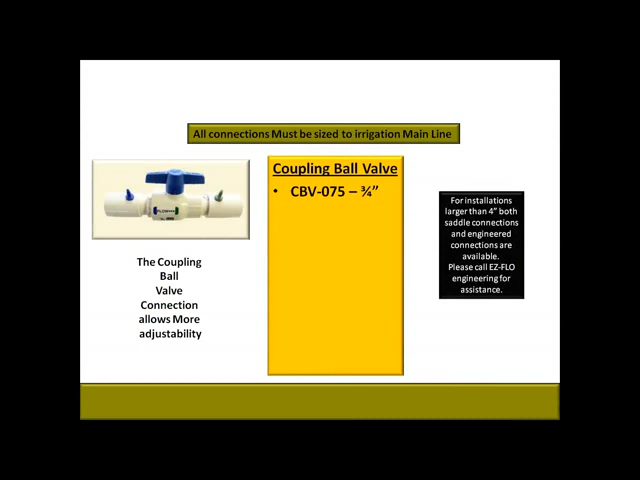 All connections Must be sized to irrigation Main Line
Coupling Ball Valve
• CBV-075 – ¾”
The Coupling
Ball
Valve
Connection
allows More
adjustability
For installations
larger than 4” both
saddle connections
and engineered
connections are
available.
Please call EZ-FLO
engineering for
assistance.